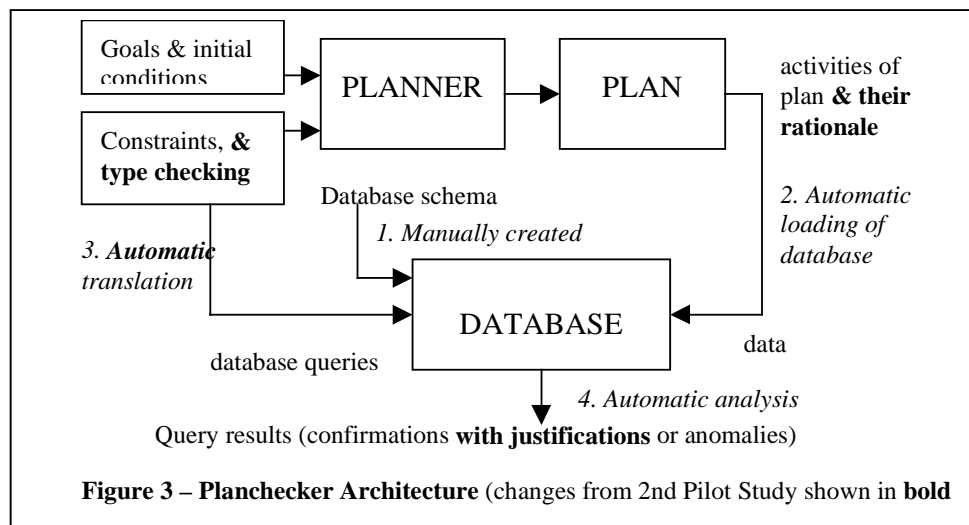 Goals & initial
conditions
PLANNER
PLAN
activities of
plan & their
rationale
Constraints, &
type checking
Database schema
1. Manually created
2. Automatic
loading of
database
3. Automatic
translation
DATABASE
database queries
data
4. Automatic analysis
Query results (confirmations with justifications or anomalies)
Figure 3 – Planchecker Architecture (changes from 2nd Pilot Study shown in bold